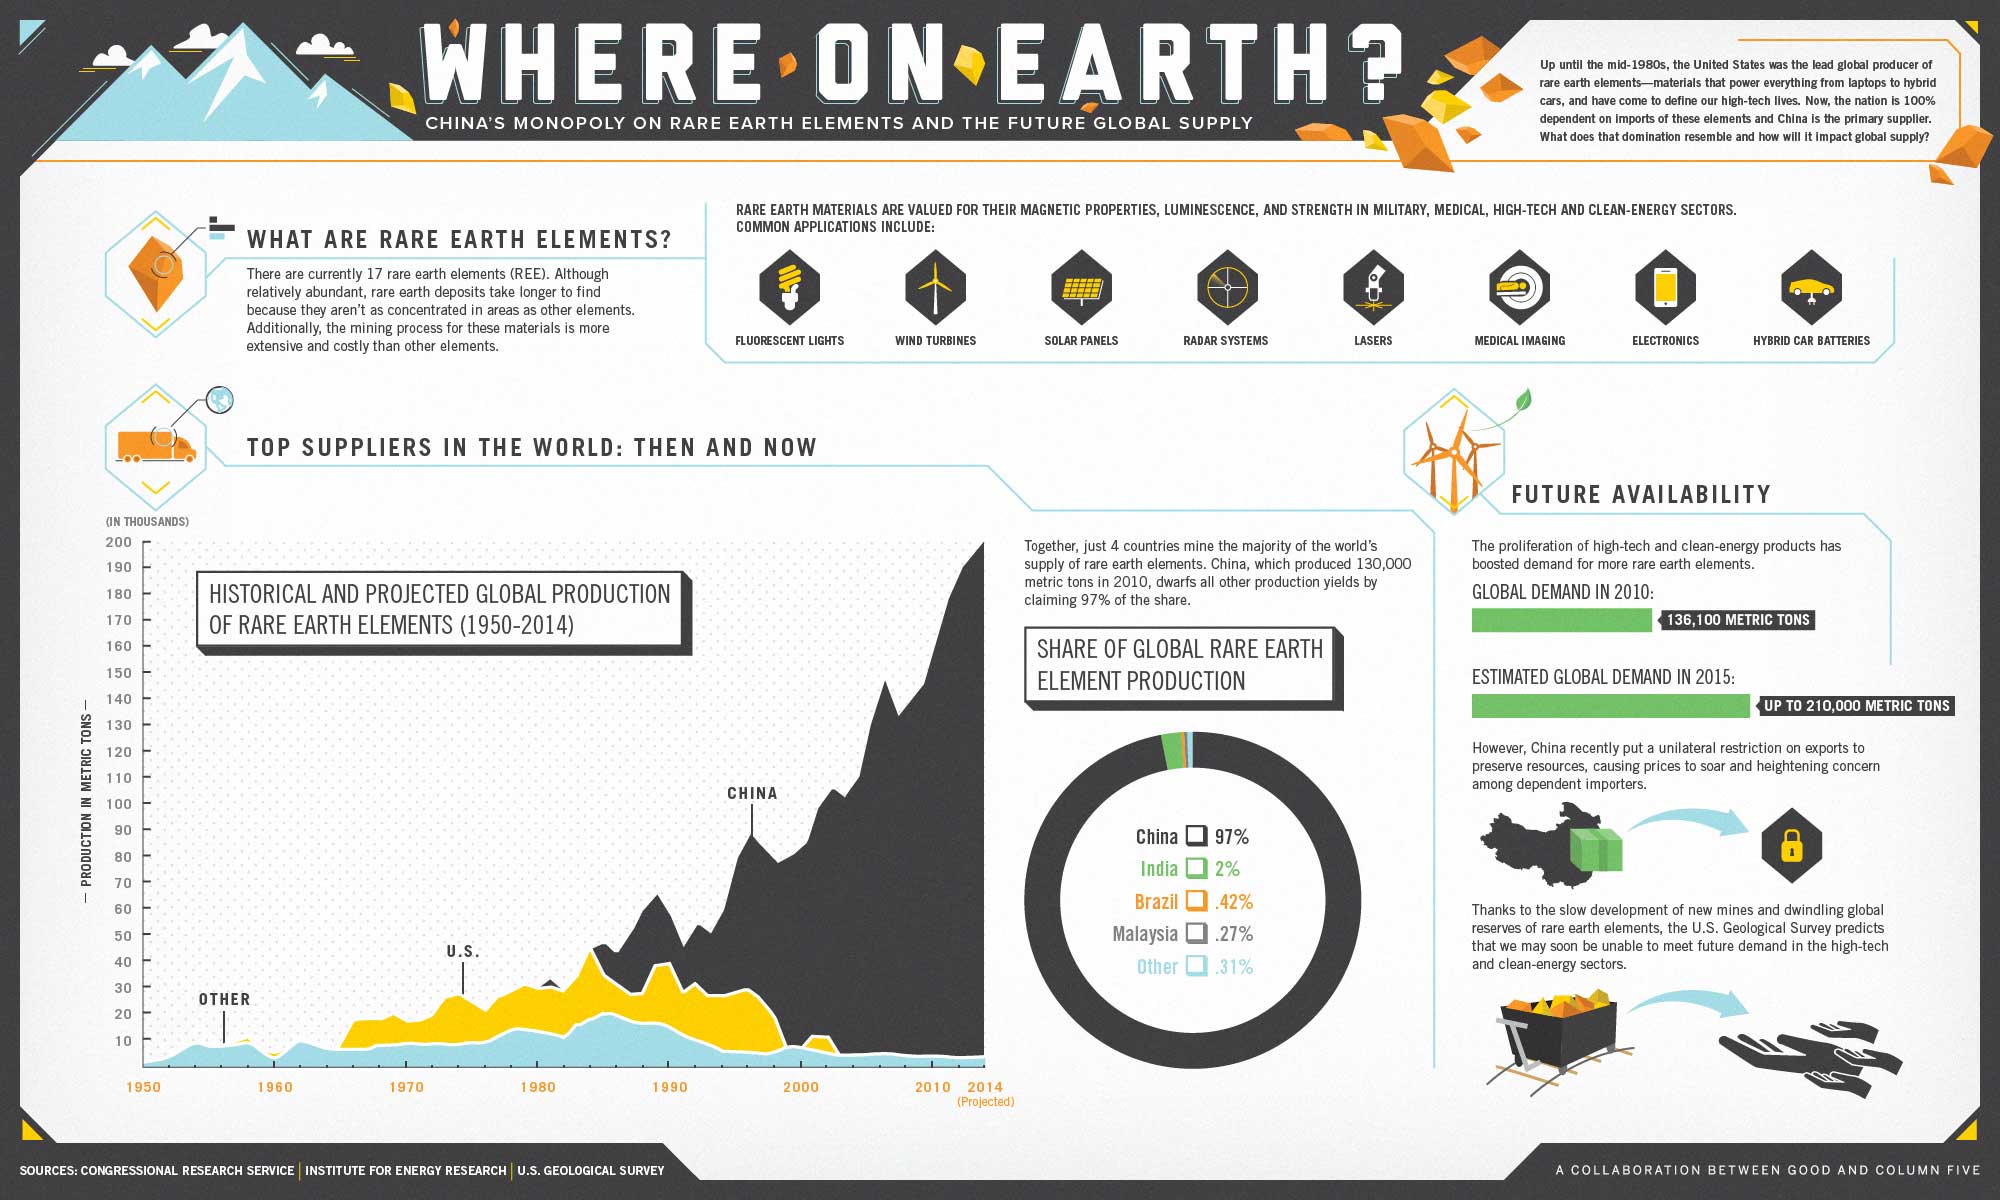 WHERE ON EARTH?
CHINA'S MONOPOLY ON RARE EARTH ELEMENTS AND THE FUTURE GLOBAL SUPPLY
Up until the mid-1980s, the United States was the lead global producer of
rare earth elements—materials that power everything from laptops to hybrid
cars, and have come to define our high-tech lives. Now, the nation is 100%
dependent on imports of these elements and China is the primary supplier.
What does that domination resemble and how will it impact global supply?
WHAT ARE RARE EARTH ELEMENTS?
There are currently 17 rare earth elements (REE). Although
relatively abundant, rare earth deposits take longer to find
because they aren't as concentrated in areas as other elements.
Additionally, the mining process for these materials is more
extensive and costly than other elements.
RARE EARTH MATERIALS ARE VALUED FOR THEIR MAGNETIC PROPERTIES, LUMINESCENCE, AND STRENGTH IN MILITARY, MEDICAL, HIGH-TECH AND CLEAN-ENERGY SECTORS.
COMMON APPLICATIONS INCLUDE:
FLUORESCENT LIGHTS
WIND TURBINES
SOLAR PANELS
RADAR SYSTEMS
LASERS
MEDICAL IMAGING
ELECTRONICS
HYBRID CAR BATTERIES
TOP SUPPLIERS IN THE WORLD: THEN AND NOW
(IN THOUSANDS)
200
190
180
170
160
150
140
130
120
110
100
90
80
70
60
50
40
30
20
10
— PRODUCTION IN METRIC TONS —
HISTORICAL AND PROJECTED GLOBAL PRODUCTION
OF RARE EARTH ELEMENTS (1950-2014)
CHINA
U.S.
OTHER
1950 1960 1970 1980 1990 2000 2010 2014
(Projected)
Together, just 4 countries mine the majority of the world's
supply of rare earth elements. China, which produced 130,000
metric tons in 2010, dwarfs all other production yields by
claiming 97% of the share.
SHARE OF GLOBAL RARE EARTH
ELEMENT PRODUCTION
China 97%
India 2%
Brazil .42%
Malaysia .27%
Other .31%
FUTURE AVAILABILITY
The proliferation of high-tech and clean-energy products has
boosted demand for more rare earth elements.
GLOBAL DEMAND IN 2010:
136,100 METRIC TONS
ESTIMATED GLOBAL DEMAND IN 2015:
UP TO 210,000 METRIC TONS
However, China recently put a unilateral restriction on exports to
preserve resources, causing prices to soar and heightening concern
among dependent importers.
Thanks to the slow development of new mines and dwindling global
reserves of rare earth elements, the U.S. Geological Survey predicts
that we may soon be unable to meet future demand in the high-tech
and clean-energy sectors.
SOURCES: CONGRESSIONAL RESEARCH SERVICE | INSTITUTE FOR ENERGY RESEARCH | U.S. GEOLOGICAL SURVEY
A COLLABORATION BETWEEN GOOD AND COLUMN FIVE